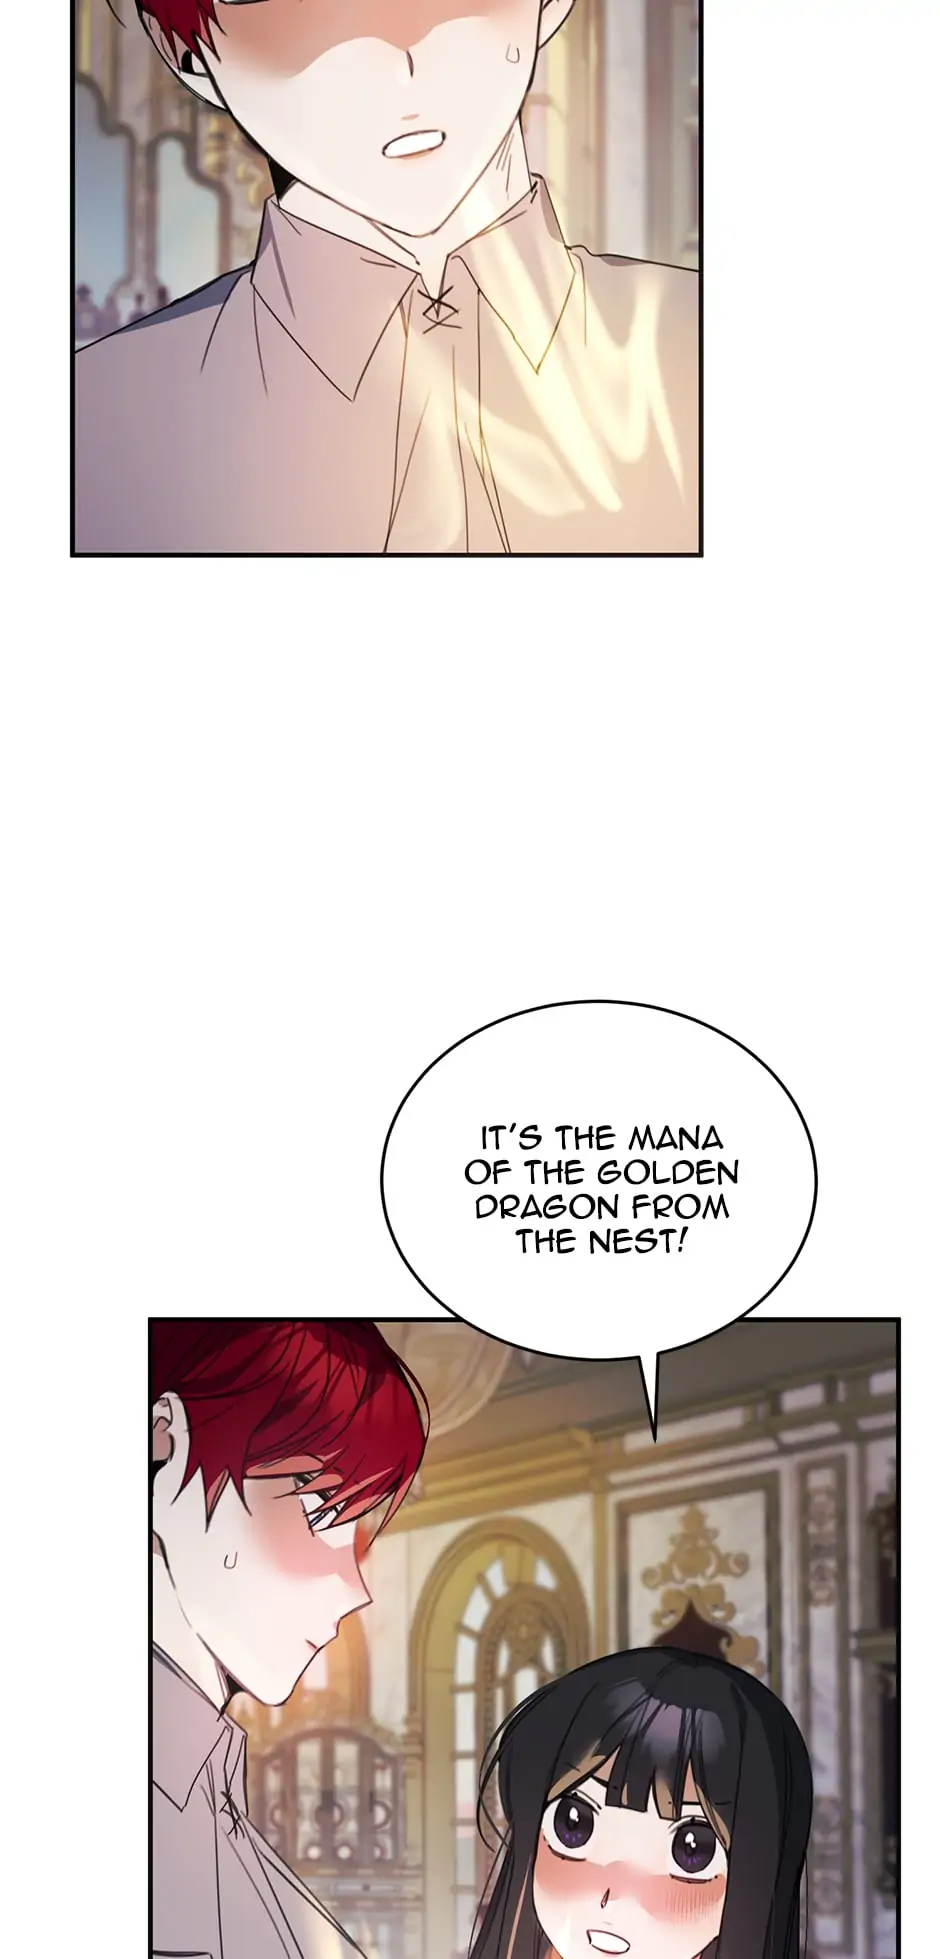 IT'S THE MANA
OF THE GOLDEN
DRAGON FROM
THE NEST!